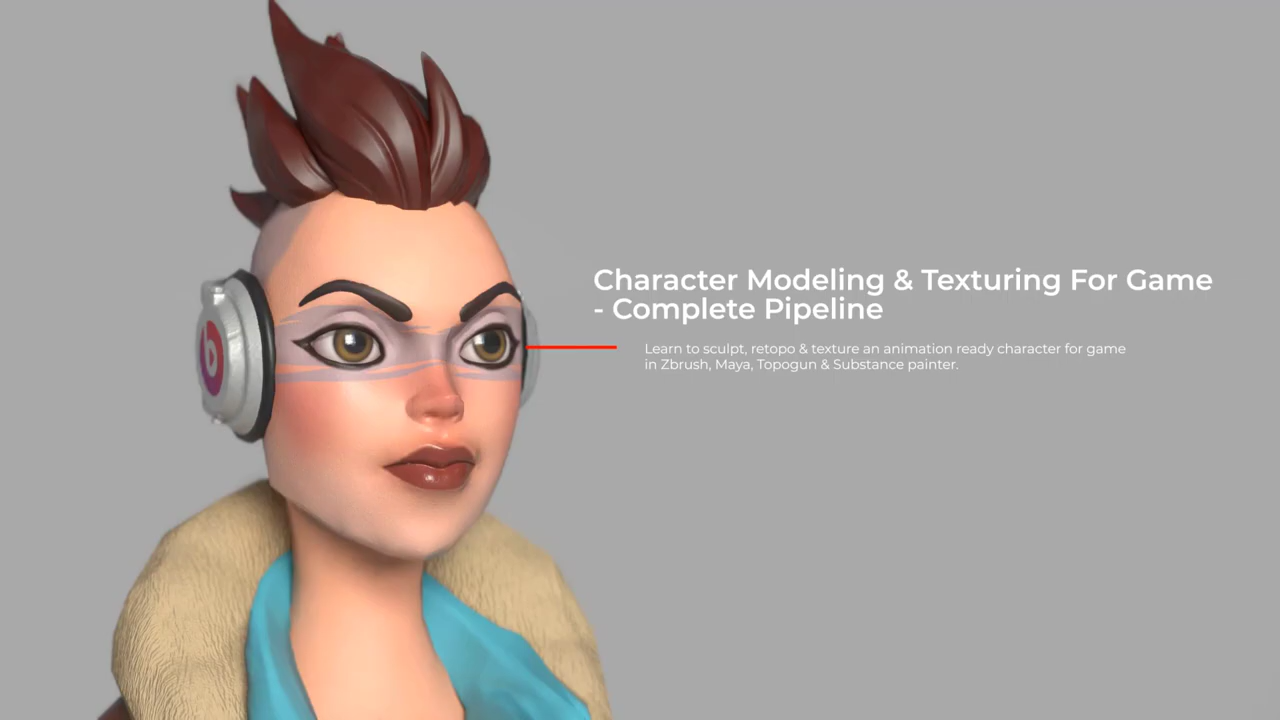 Character Modeling & Texturing For Game
- Complete Pipeline
Learn to sculpt, retopo & texture an animation ready character for game
in Zbrush, Maya, Topogun & Substance painter.
b